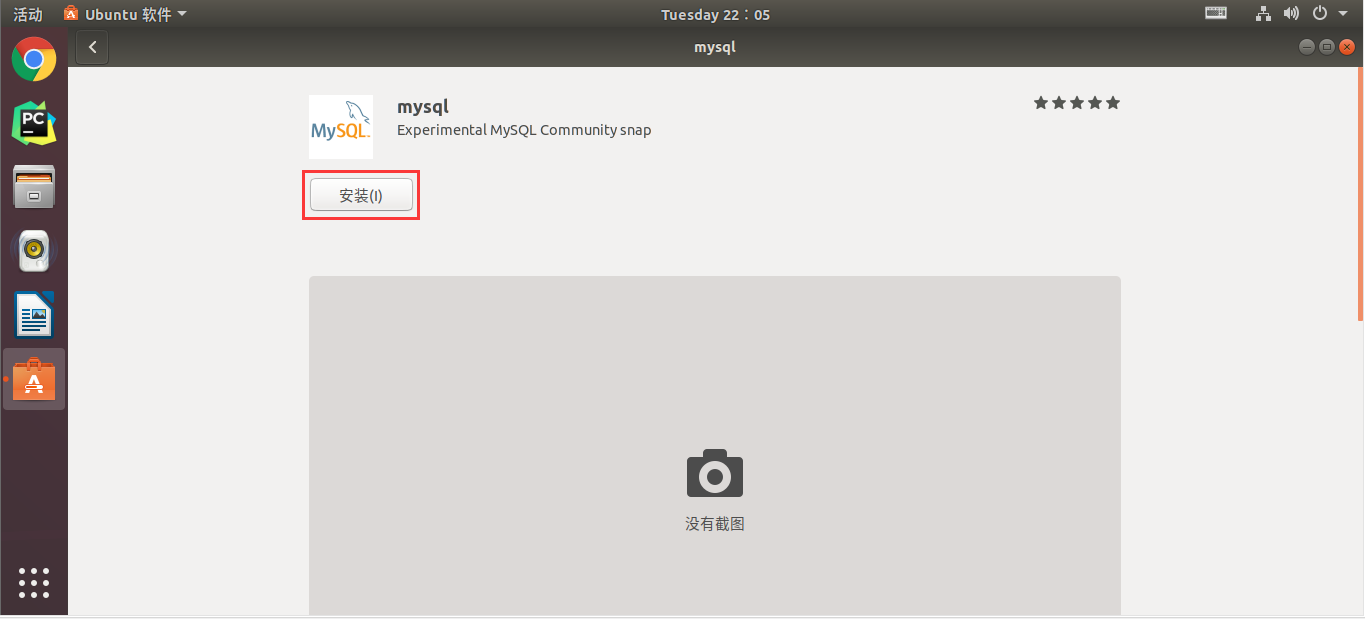 活动
Ubuntu 软件
Tuesday 22：05
mysql
MySQL
mysql
Experimental MySQL Community snap
安装(I)
没有截图
PC